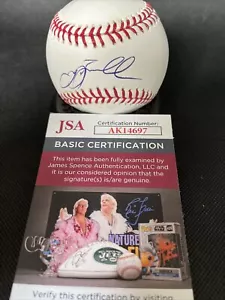 JSA
Certification Number:
AK14697
BASIC CERTIFICATION
This item has been fully examined by
James Spence Authentication, LLC and it
is our considered opinion that the
signature(s) is/are genuine.
Verify this certification by visiting